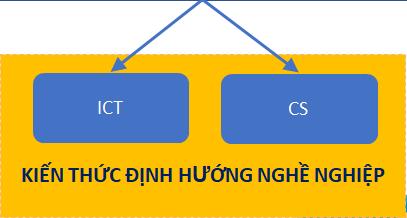 ICT
CS
KIẾN THỨC ĐỊNH HƯỚNG NGHỀ NGHIỆP